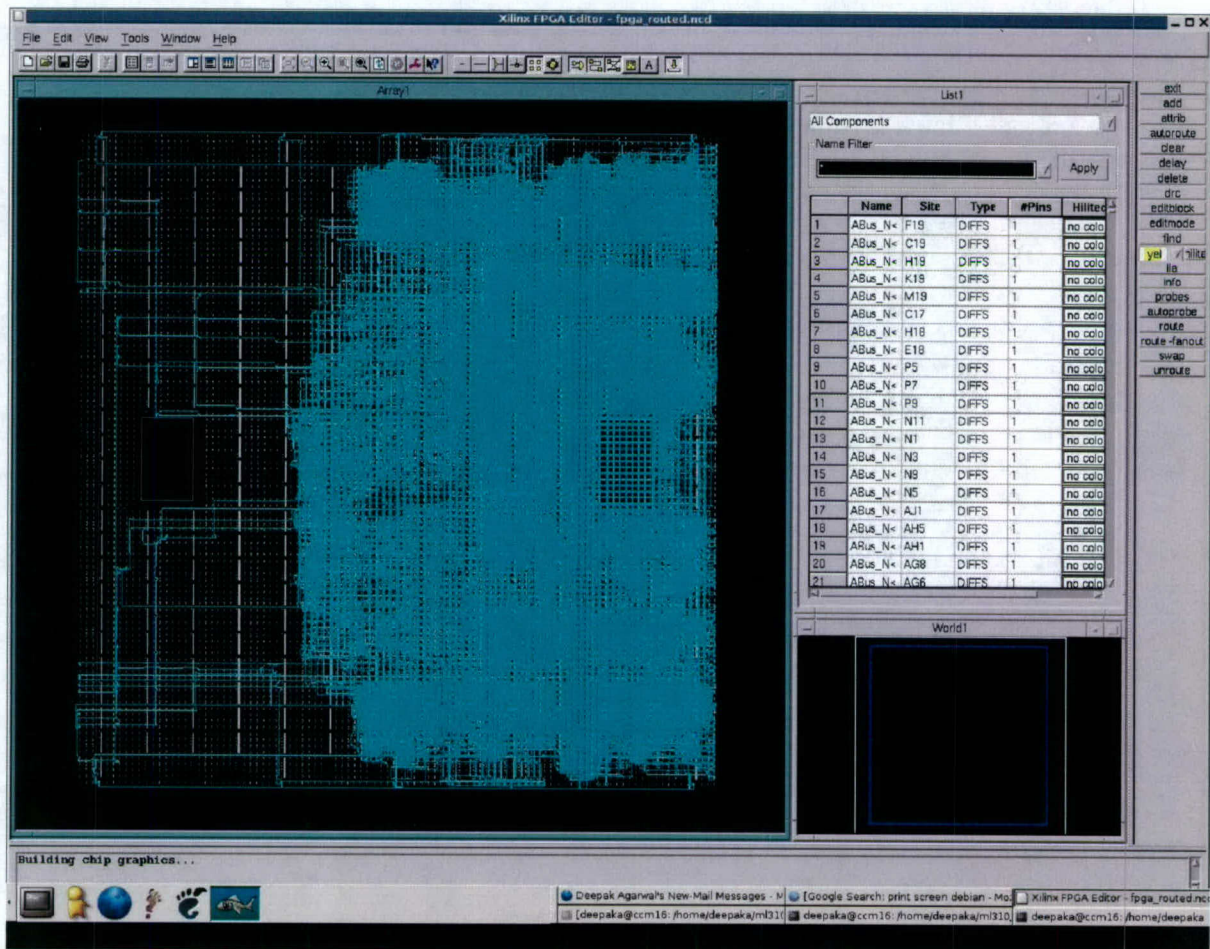 Xilinx FPGA Editor - fpga_routed.ncd
File Edit View Tools Window Help
A
Array1
List1
All Components
Name Filter
Apply
Name Site Type #Pins Hilited
1 ABus_N< F19 DIFFS 1 no colo
2 ABus_N< C19 DIFFS 1 no colo
3 ABus_N< H19 DIFFS 1 no colo
4 ABus_N< K19 DIFFS 1 no colo
5 ABus_N< M19 DIFFS 1 no colo
6 ABus_N< C17 DIFFS 1 no colo
7 ABus_N< H18 DIFFS 1 no colo
8 ABus_N< E18 DIFFS 1 no colo
9 ABus_N< P5 DIFFS 1 no colo
10 ABus_N< P7 DIFFS 1 no colo
11 ABus_N< P9 DIFFS 1 no colo
12 ABus_N< N11 DIFFS 1 no colo
13 ABus_N< N1 DIFFS 1 no colo
14 ABus_N< N3 DIFFS 1 no colo
15 ABus_N< N9 DIFFS 1 no colo
16 ABus_N< N5 DIFFS 1 no colo
17 ABus_N< AJ1 DIFFS 1 no colo
18 ABus_N< AH5 DIFFS 1 no colo
19 ABus_N< AH1 DIFFS 1 no colo
20 ABus_N< AG8 DIFFS 1 no colo
21 ABus_N< AG6 DIFFS 1 no colo
World1
exit
add
attrib
autoroute
clear
delay
delete
drc
editblock
editmode
find
yel hilite
ila
info
probes
autoprobe
route
route -fanout
swap
unroute
Building chip graphics...
Deepak Agarwal's New-Mail Messages - M
[Google Search: print screen debian - Mo
Xilinx FPGA Editor - fpga_routed.ncd
[deepaka@ccm16: /home/deepaka/ml310
deepaka@ccm16: /home/deepaka/ml310
deepaka@ccm16: /home/deepaka